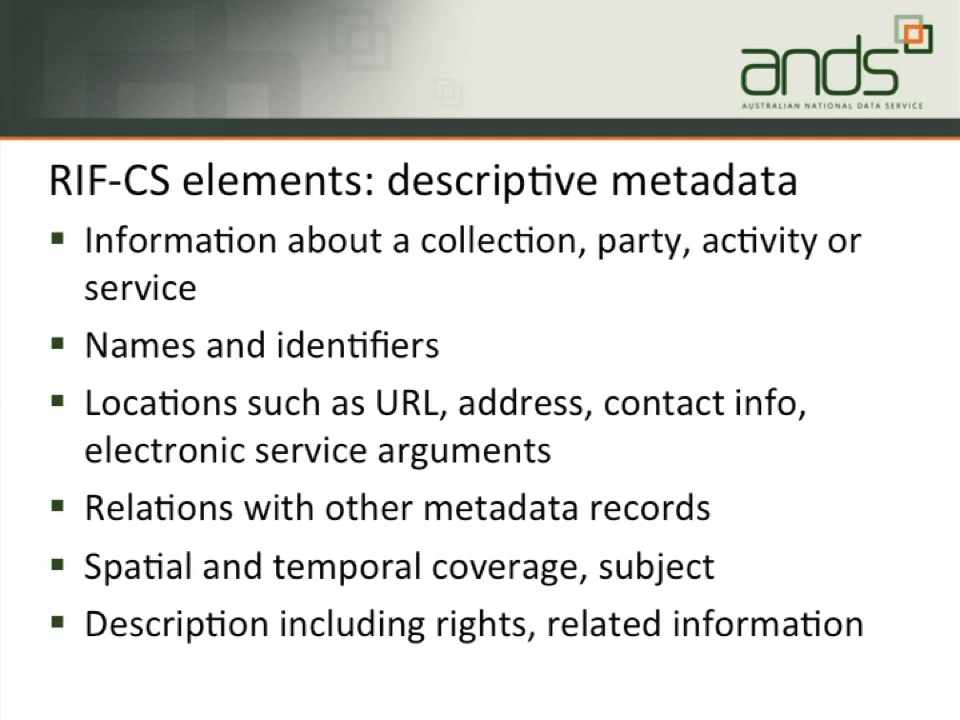 ands
AUSTRALIAN NATIONAL DATA SERVICE
RIF-CS elements: descriptive metadata
Information about a collection, party, activity or
service
Names and identifiers
Locations such as URL, address, contact info,
electronic service arguments
Relations with other metadata records
Spatial and temporal coverage, subject
Description including rights, related information